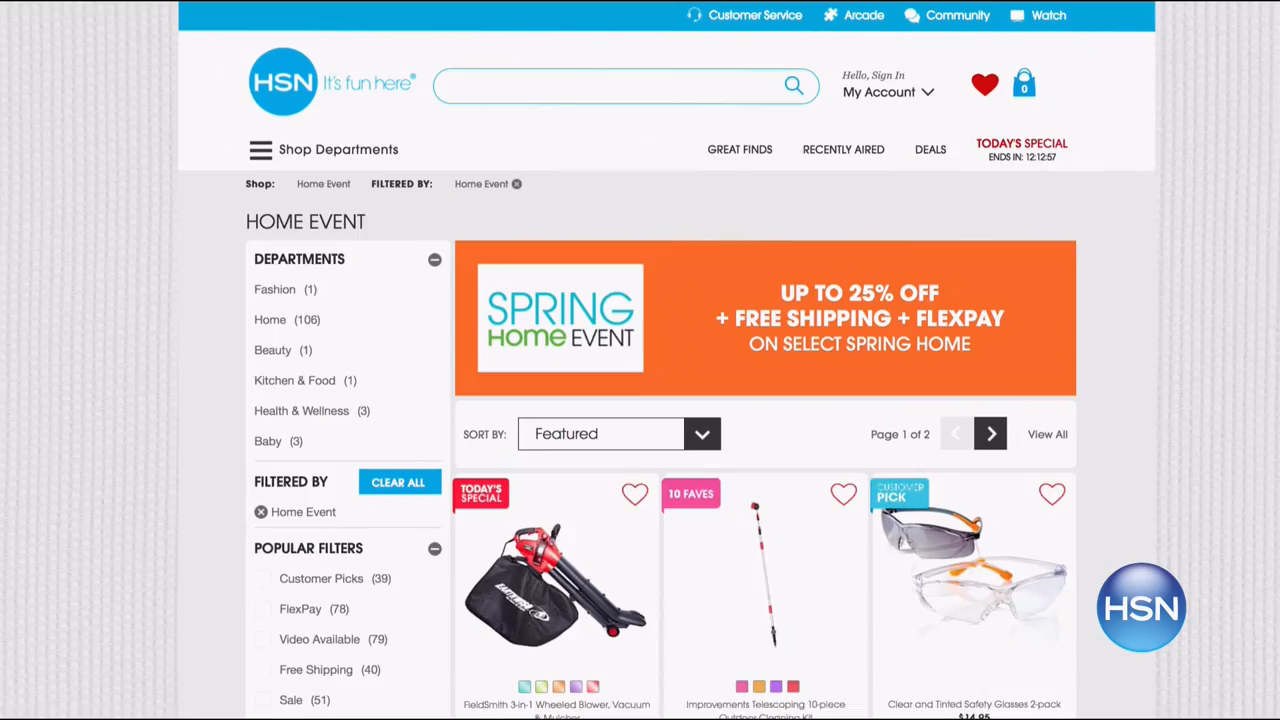 Customer Service
Arcade
Community
Watch
HSN
It's fun here®
Hello, Sign In
My Account
0
Shop Departments
GREAT FINDS
RECENTLY AIRED
DEALS
TODAY'S SPECIAL
ENDS IN: 12:12:57
Shop:
Home Event
FILTERED BY:
Home Event
HOME EVENT
DEPARTMENTS
Fashion (1)
Home (106)
Beauty (1)
Kitchen & Food (1)
Health & Wellness (3)
Baby (3)
FILTERED BY
CLEAR ALL
Home Event
POPULAR FILTERS
Customer Picks (39)
FlexPay (78)
Video Available (79)
Free Shipping (40)
Sale (51)
SPRING
Home EVENT
UP TO 25% OFF
+ FREE SHIPPING + FLEXPAY
ON SELECT SPRING HOME
SORT BY:
Featured
Page 1 of 2
View All
TODAY'S
SPECIAL
FieldSmith 3-in-1 Wheeled Blower, Vacuum
& Mulcher
10 FAVES
Improvements Telescoping 10-piece
Outdoor Cleaning Kit
CUSTOMER
PICK
Clear and Tinted Safety Glasses 2-pack
$14.95
HSN